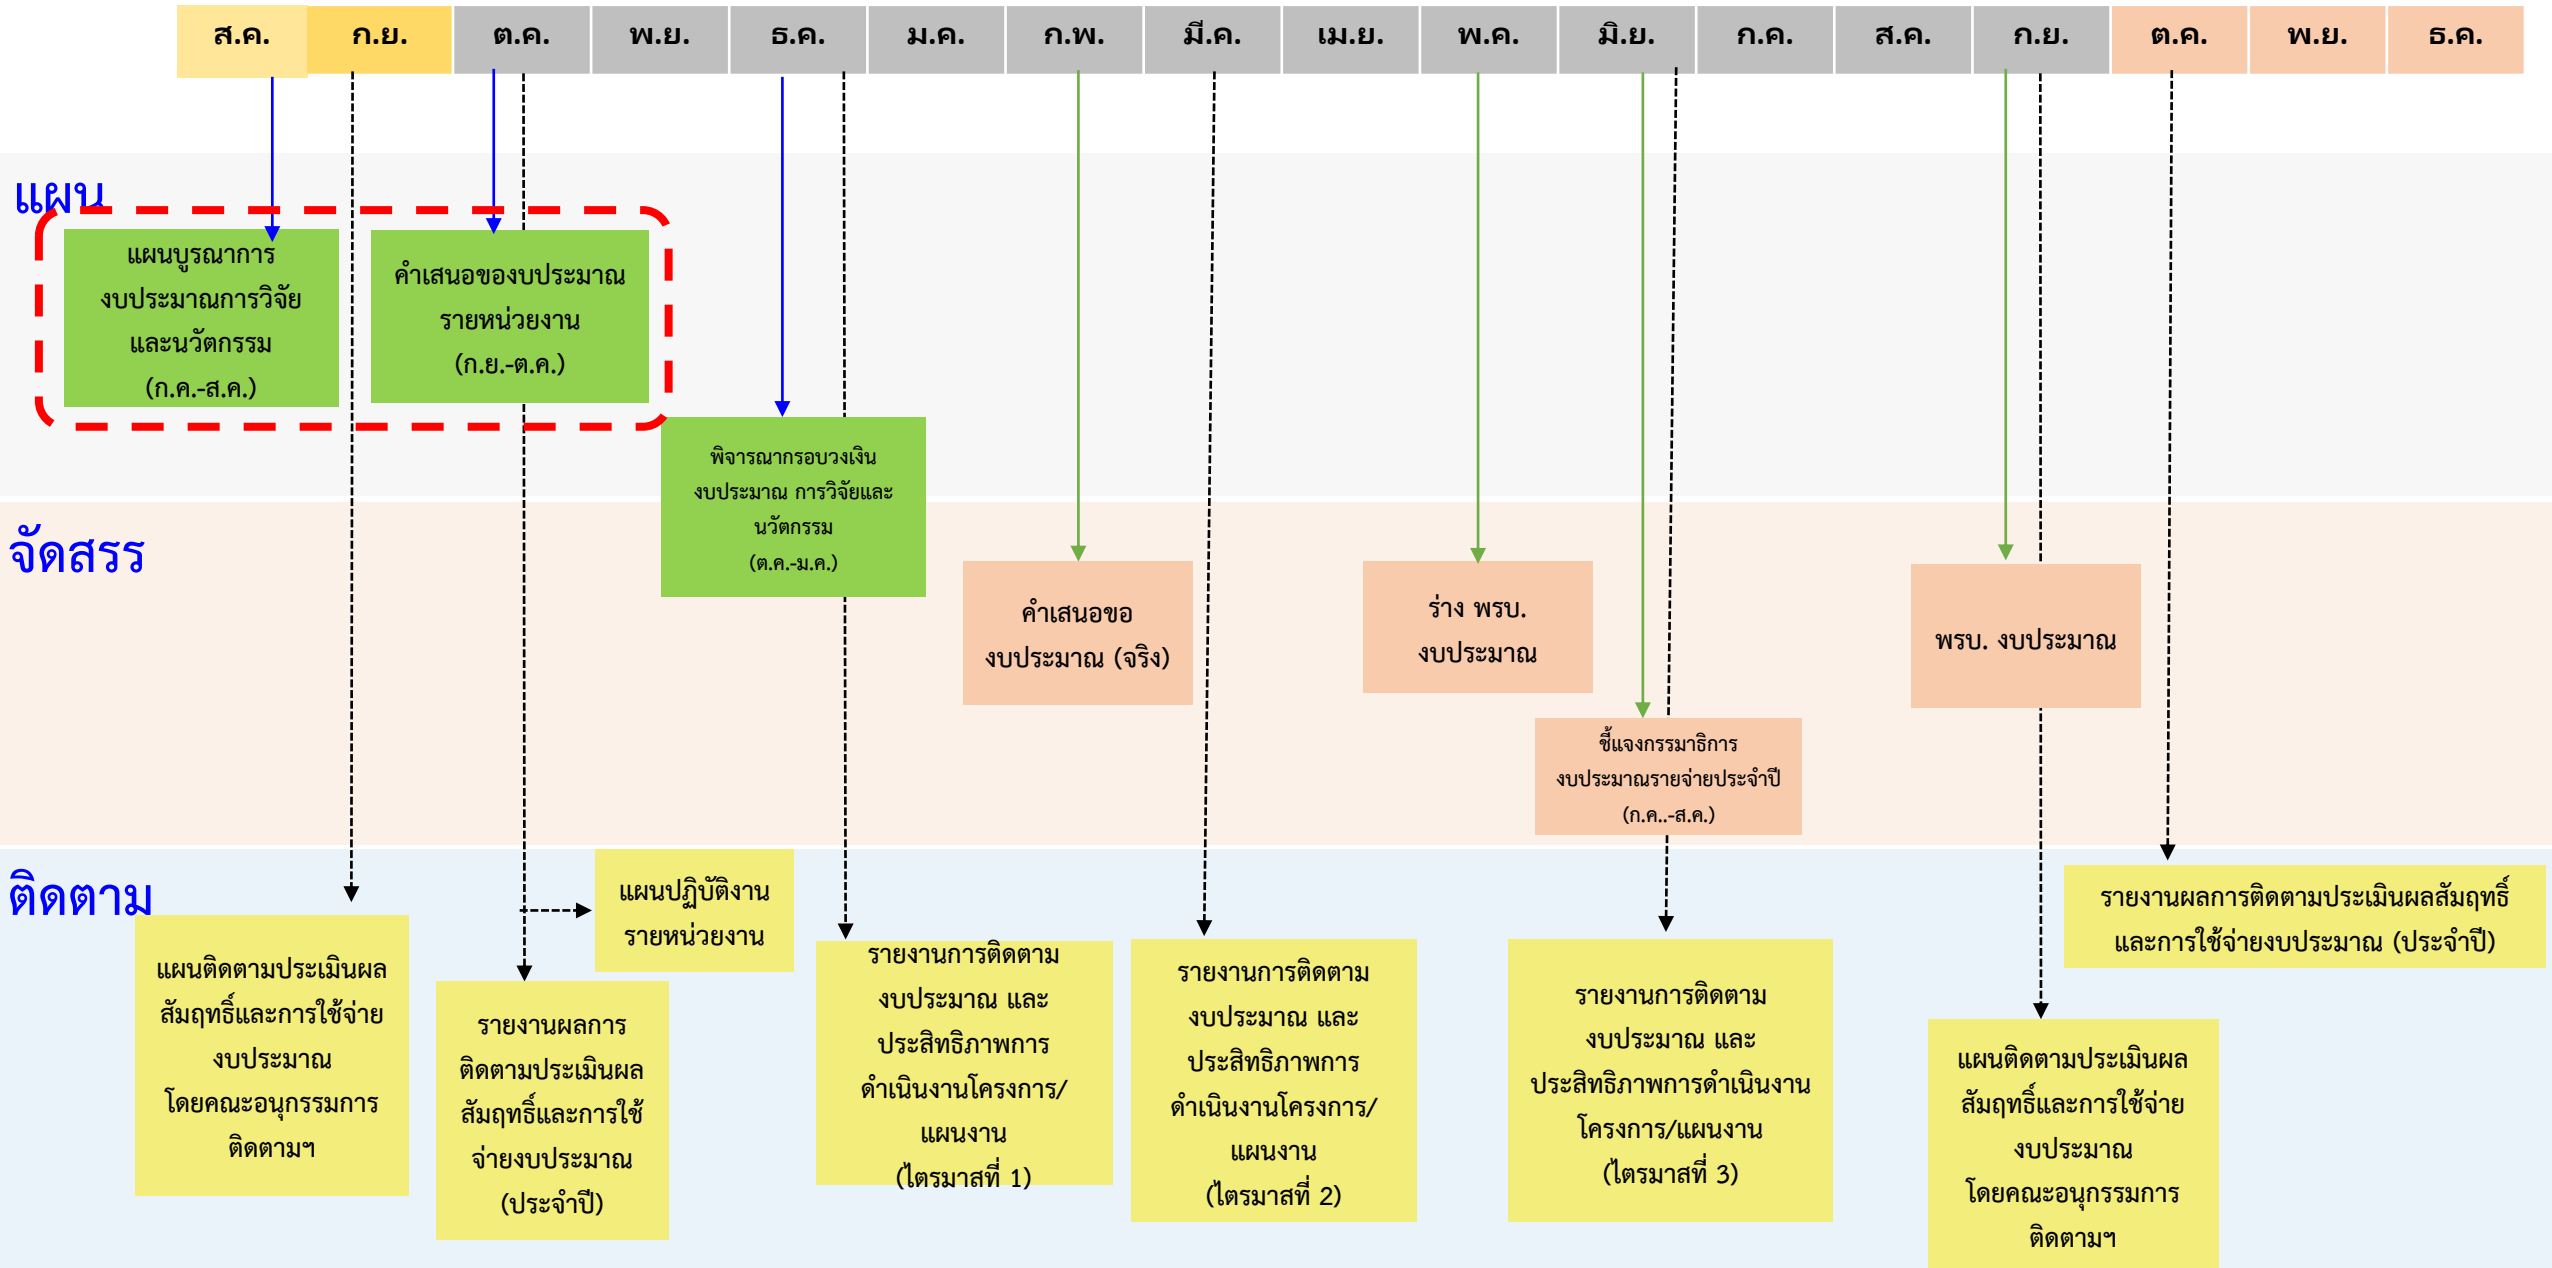 ส.ค. ก.ย. ต.ค. พ.ย. ธ.ค. ม.ค. ก.พ. มี.ค. เม.ย. พ.ค. มิ.ย. ก.ค. ส.ค. ก.ย. ต.ค. พ.ย. ธ.ค.
แผน
แผนบูรณาการ
งบประมาณการวิจัย
และนวัตกรรม
(ก.ค.-ส.ค.)
คำเสนอของบประมาณ
รายหน่วยงาน
(ก.ย.-ต.ค.)
พิจารณากรอบวงเงิน
งบประมาณ การวิจัยและ
นวัตกรรม
(ต.ค.-ม.ค.)
จัดสรร
คำเสนอขอ
งบประมาณ (จริง)
ร่าง พรบ.
งบประมาณ
ชี้แจงกรรมาธิการ
งบประมาณรายจ่ายประจำปี
(ก.ค..-ส.ค.)
พรบ. งบประมาณ
ติดตาม
แผนติดตามประเมินผล
สัมฤทธิ์และการใช้จ่าย
งบประมาณ
โดยคณะอนุกรรมการ
ติดตามฯ
รายงานผลการ
ติดตามประเมินผล
สัมฤทธิ์และการใช้
จ่ายงบประมาณ
(ประจำปี)
แผนปฏิบัติงาน
รายหน่วยงาน
รายงานการติดตาม
งบประมาณ และ
ประสิทธิภาพการ
ดำเนินงานโครงการ/
แผนงาน
(ไตรมาสที่ 1)
รายงานการติดตาม
งบประมาณ และ
ประสิทธิภาพการ
ดำเนินงานโครงการ/
แผนงาน
(ไตรมาสที่ 2)
รายงานการติดตาม
งบประมาณ และ
ประสิทธิภาพการดำเนินงาน
โครงการ/แผนงาน
(ไตรมาสที่ 3)
แผนติดตามประเมินผล
สัมฤทธิ์และการใช้จ่าย
งบประมาณ
โดยคณะอนุกรรมการ
ติดตามฯ
รายงานผลการติดตามประเมินผลสัมฤทธิ์
และการใช้จ่ายงบประมาณ (ประจำปี)